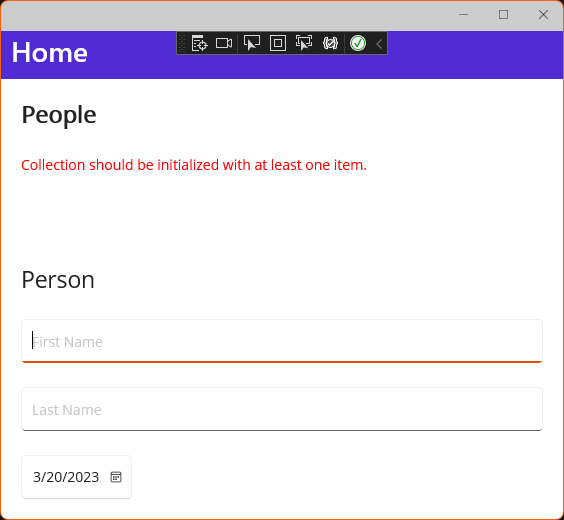 Home
People
Collection should be initialized with at least one item.
Person
First Name
Last Name
3/20/2023